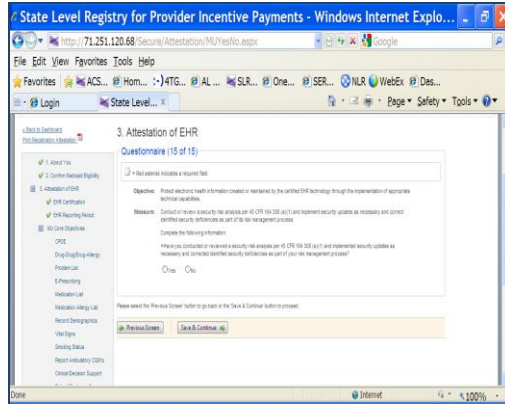 State Level Registry for Provider Incentive Payments - Windows Internet Explo...
http://71.251.120.68/Secure/Attestation/MUYesNo.aspx
Google
File Edit View Favorites Tools Help
Favorites ACS... Hom... :-)4TG... AL ... SLR... One... SER... NLR WebEx Das...
Login State Level... x Page Safety Tools
Back to Dashboard
Print Registration Attestation
1. About You
2. Confirm Medicaid Eligibility
3. Attestation of EHR
EHR Certification
EHR Reporting Period
MU Core Objectives
CPOE
Drug-Drug/Drug-Allergy
Problem List
E-Prescribing
Medication List
Medication Allergy List
Record Demographics
Vital Signs
Smoking Status
Report Ambulatory CQM's
Clinical Decision Support
3. Attestation of EHR
Questionnaire (15 of 15)
* Red asterisk indicates a required field.
Objective: Protect electronic health information created or maintained by the certified EHR technology through the implementation of appropriate
technical capabilities.
Measure: Conduct or review a security risk analysis per 45 CFR 164.308 (a)(1) and implement security updates as necessary and correct
identified security deficiencies as part of its risk management process.
Complete the following information:
*Have you conducted or reviewed a security risk analysis per 45 CFR 164.308 (a)(1) and implemented security updates as
necessary and corrected identified security deficiencies as part of your risk management process?
Yes No
Please select the 'Previous Screen' button to go back or the 'Save & Continue' button to proceed.
Previous Screen Save & Continue
Done Internet 100%